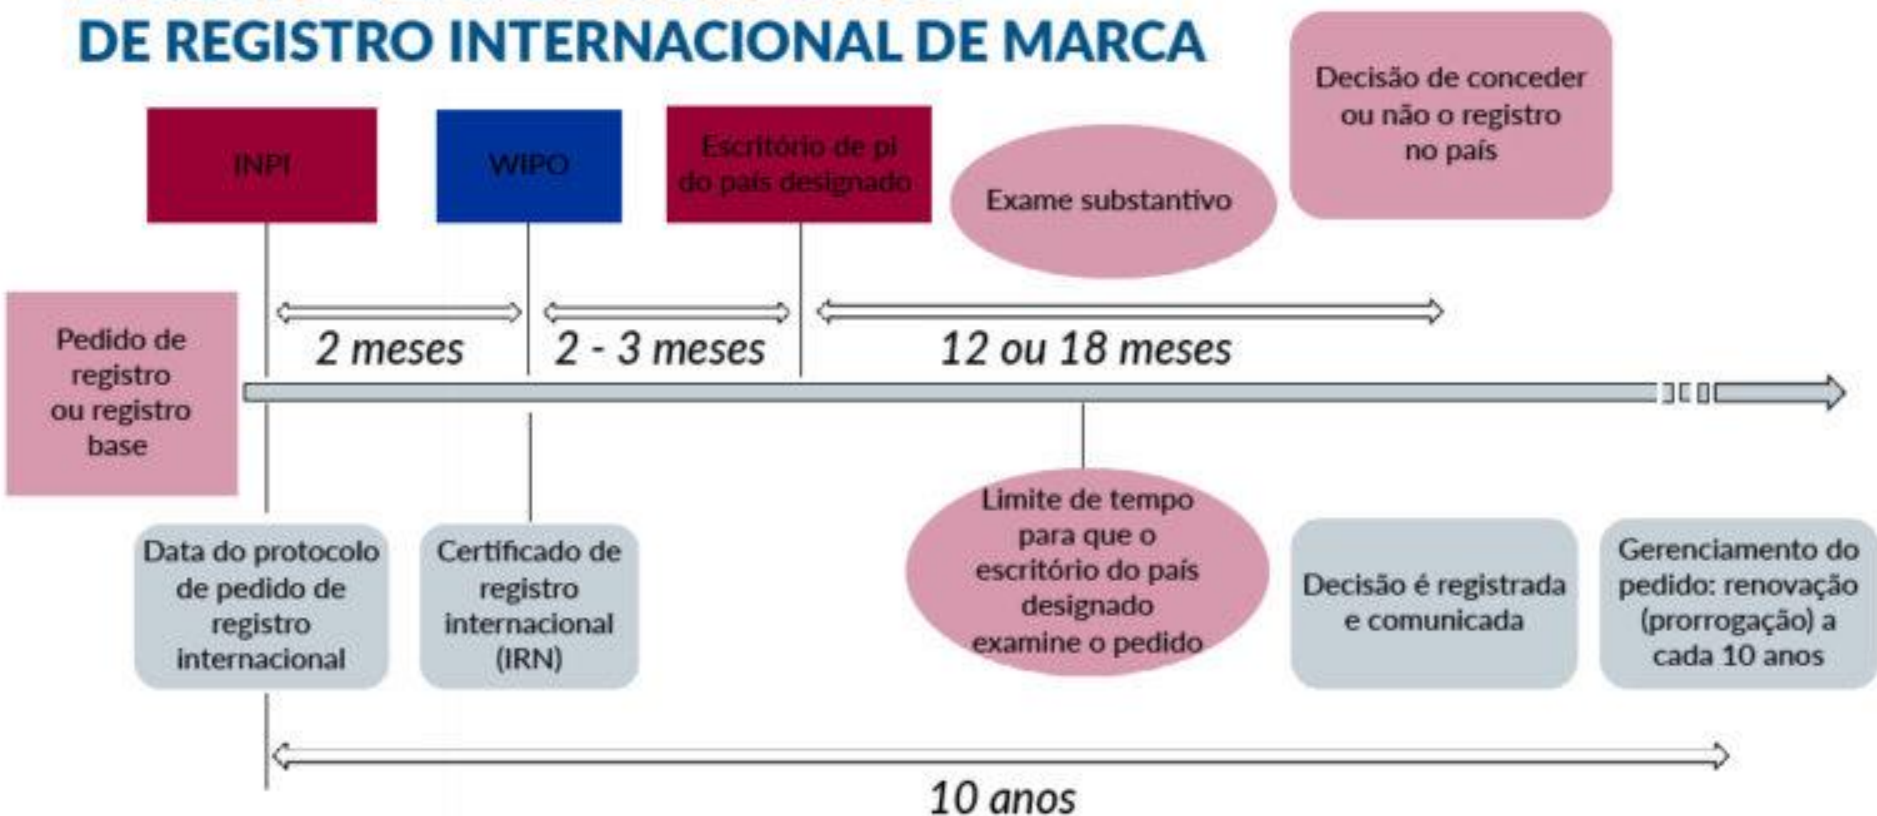 DE REGISTRO INTERNACIONAL DE MARCA
INPI
WIPO
Escritório de pi
do país designado
Exame substantivo
Decisão de conceder
ou não o registro
no país
Pedido de
registro
ou registro
base
2 meses
2 - 3 meses
12 ou 18 meses
Data do protocolo
de pedido de
registro
internacional
Certificado de
registro
internacional
(IRN)
Limite de tempo
para que o
escritório do país
designado
examine o pedido
Decisão é registrada
e comunicada
Gerenciamento do
pedido: renovação
(prorrogação) a
cada 10 anos
10 anos